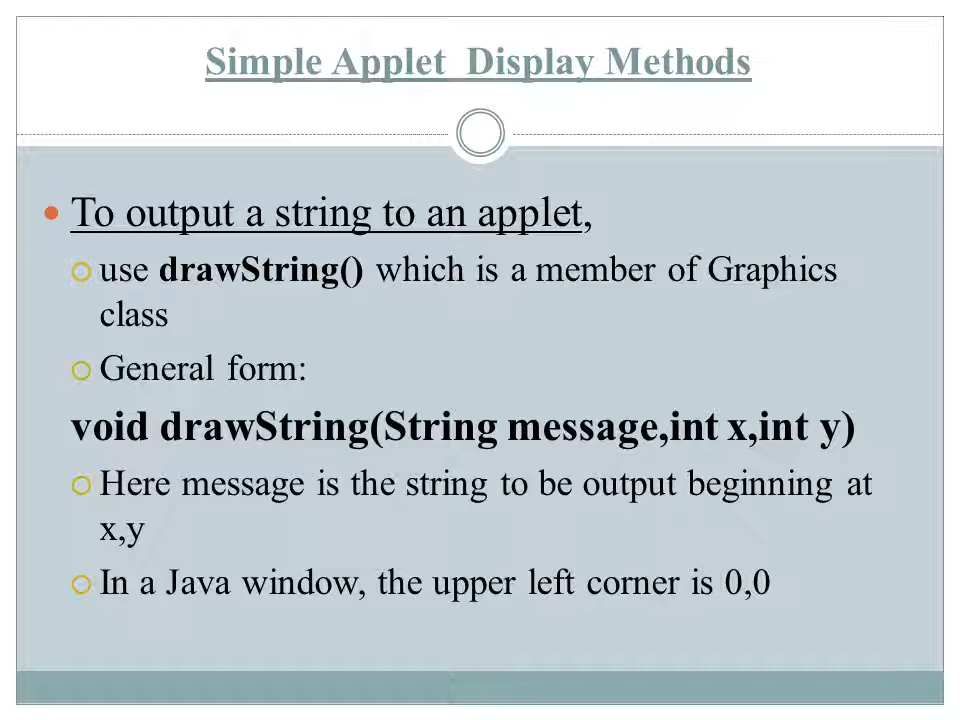 Simple Applet Display Methods
To output a string to an applet,
use drawString() which is a member of Graphics
class
General form:
void drawString(String message,int x,int y)
Here message is the string to be output beginning at
x,y
In a Java window, the upper left corner is 0,0